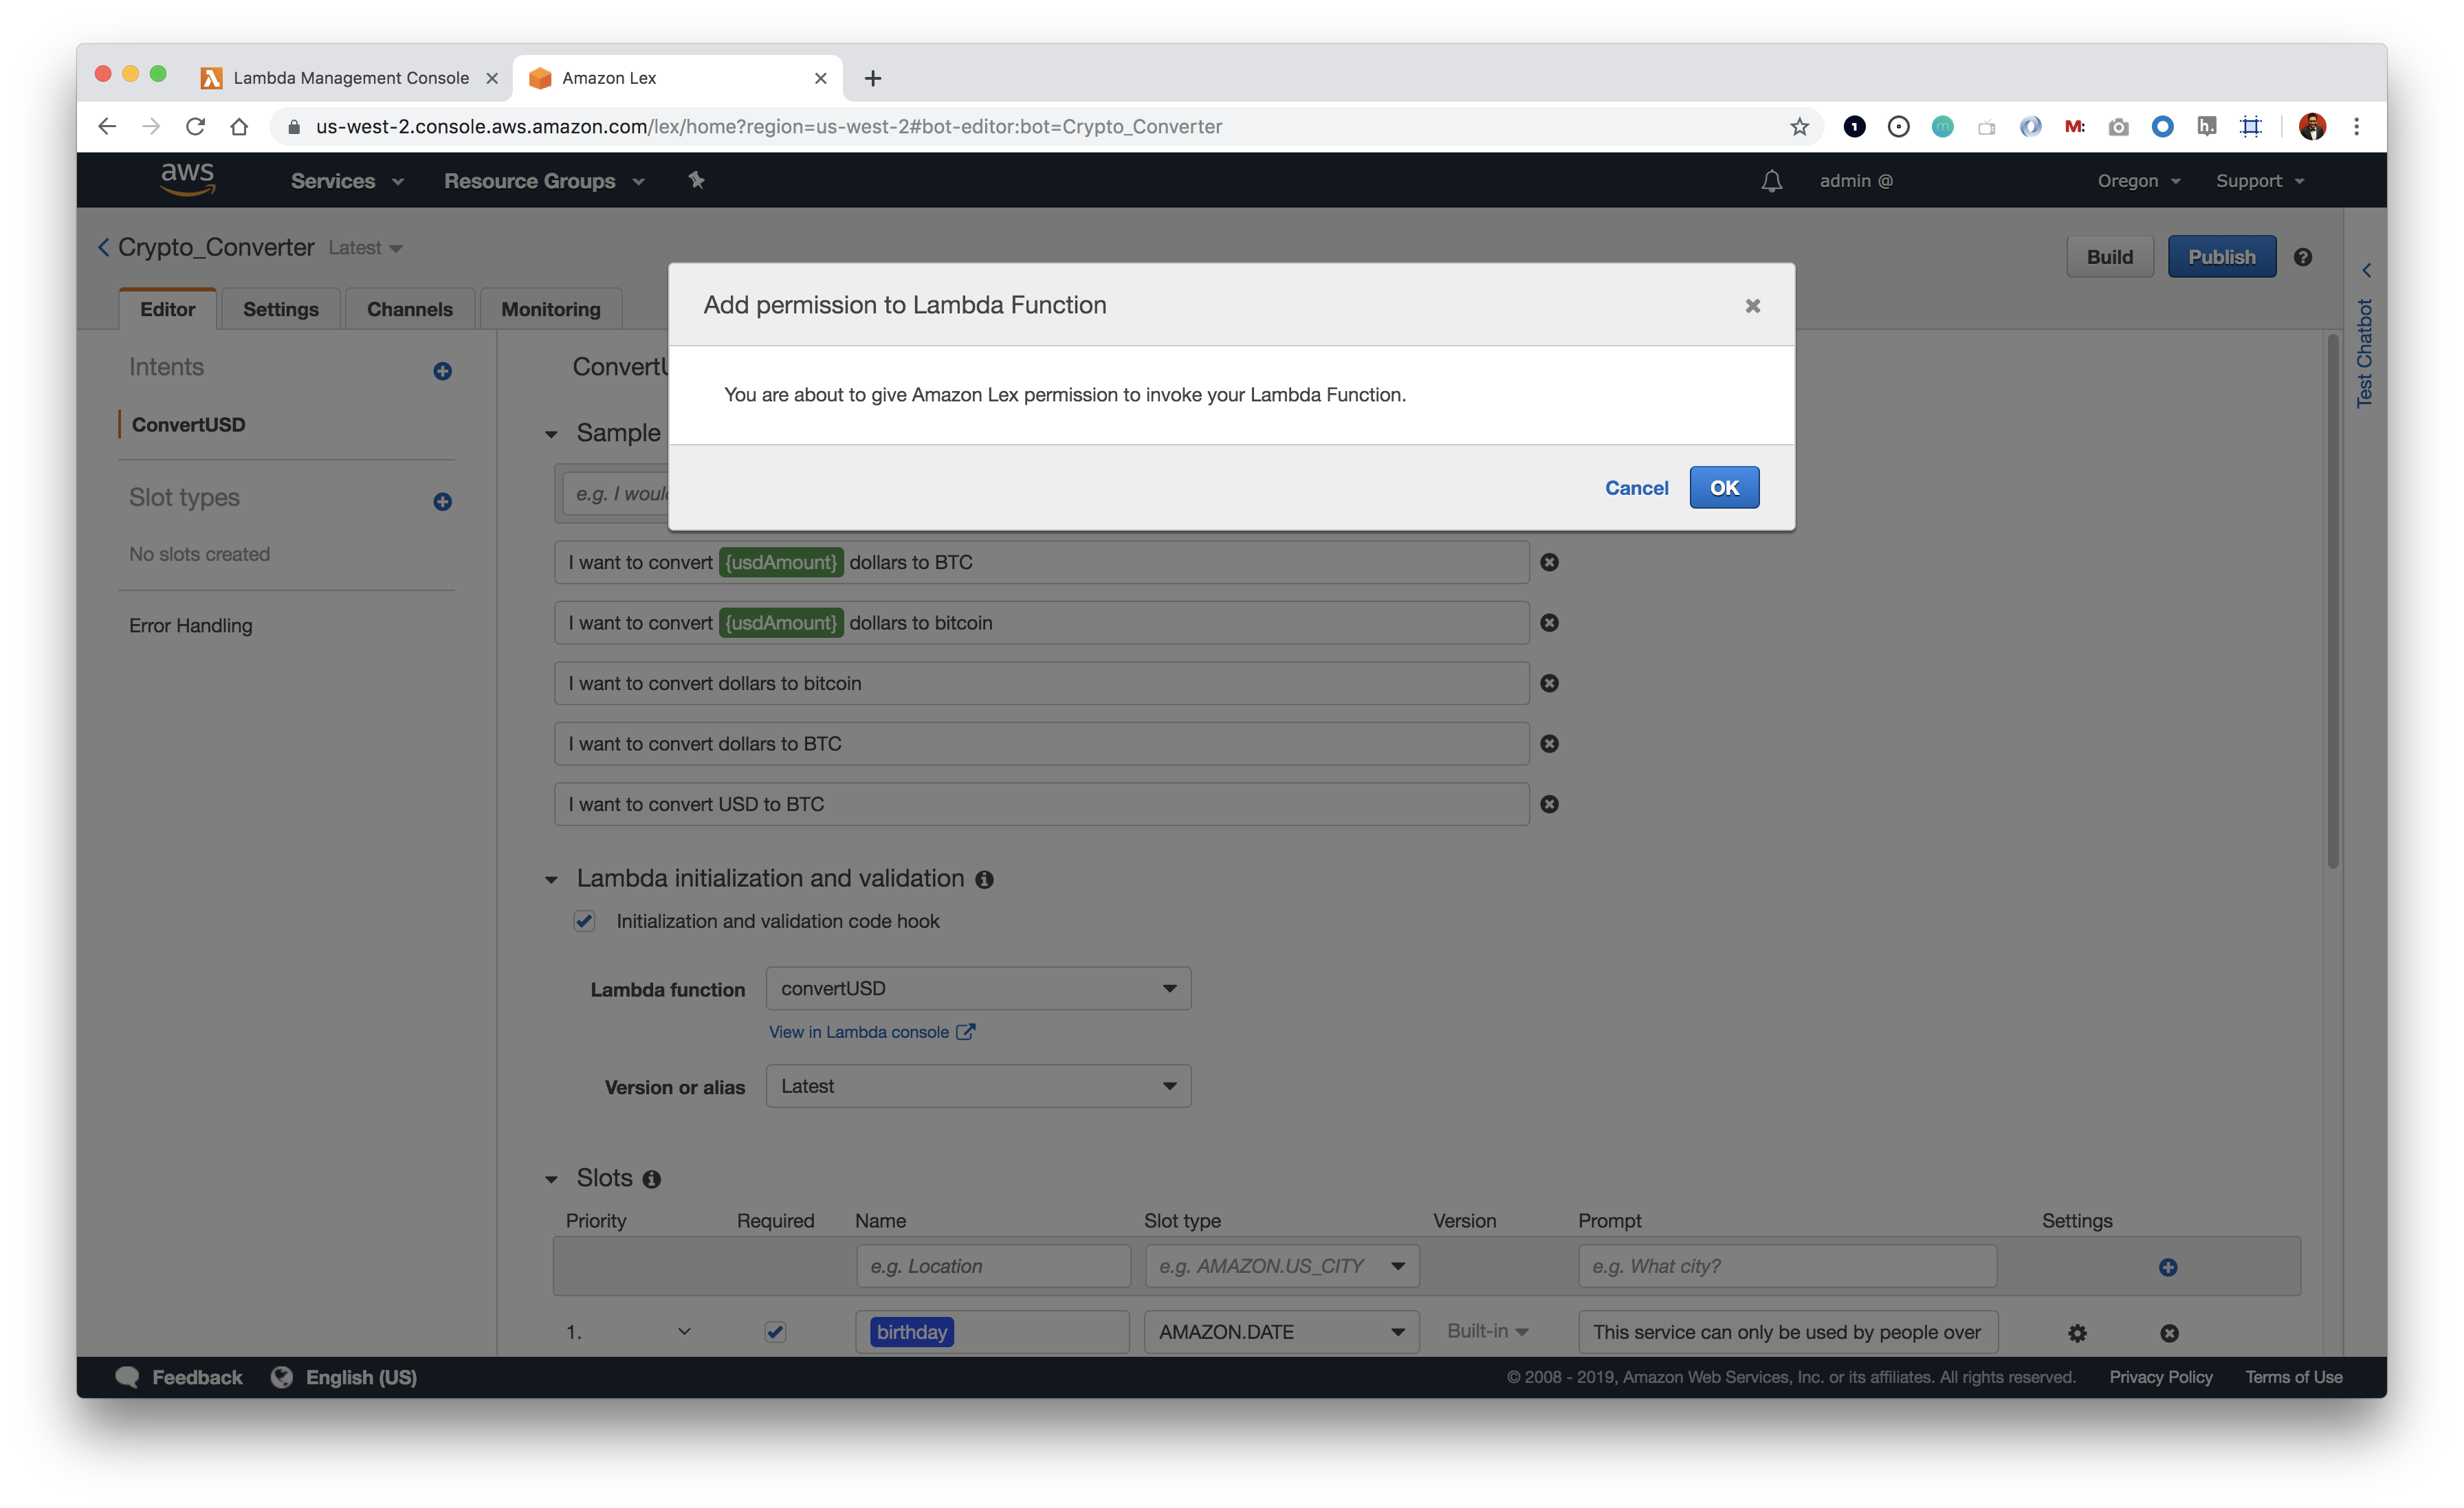 Lambda Management Console
Amazon Lex
us-west-2.console.aws.amazon.com/lex/home?region=us-west-2#bot-editor:bot=Crypto_Converter
1
m
M:
h.
aws
Services
Resource Groups
admin @
Oregon
Support
Crypto_Converter
Latest
Build
Publish
Editor
Settings
Channels
Monitoring
Test Chatbot
Add permission to Lambda Function
You are about to give Amazon Lex permission to invoke your Lambda Function.
Cancel
OK
Intents
ConvertUSD
Slot types
No slots created
Error Handling
Sample
e.g. I
I want to convert {usdAmount} dollars to BTC
I want to convert {usdAmount} dollars to bitcoin
I want to convert dollars to bitcoin
I want to convert dollars to BTC
I want to convert USD to BTC
Lambda initialization and validation
Initialization and validation code hook
Lambda function
convertUSD
View in Lambda console
Version or alias
Latest
Slots
Priority Required Name Slot type Version Prompt Settings
e.g. Location e.g. AMAZON.US_CITY e.g. What city?
1. birthday AMAZON.DATE Built-in This service can only be used by people over
Feedback
English (US)
© 2008 - 2019, Amazon Web Services, Inc. or its affiliates. All rights reserved.
Privacy Policy
Terms of Use